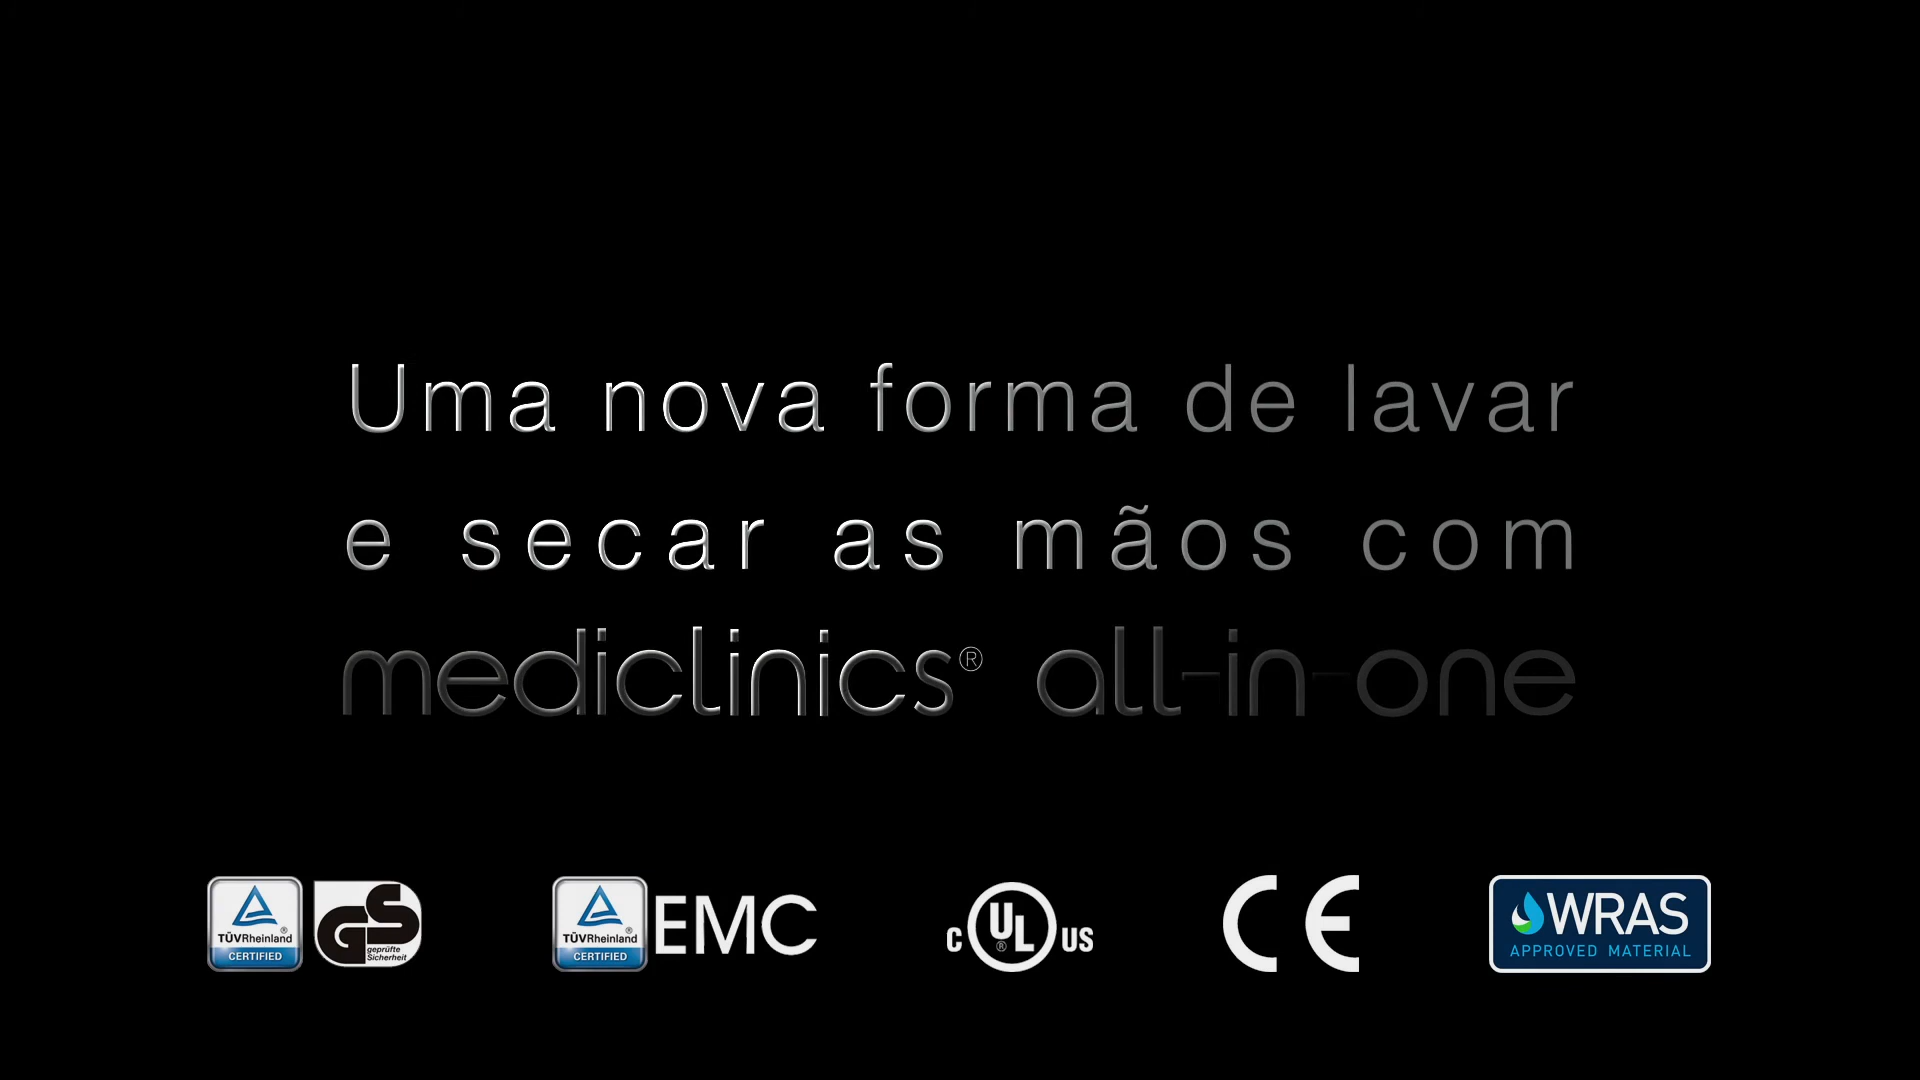 Uma nova forma de lavar
e secar as mãos com
mediclinics® all-in-one
TÜVRheinland®
CERTIFIED
GS
geprüfte
Sicherheit
TÜVRheinland®
CERTIFIED
EMC
c UL® US
CE
WRAS
APPROVED MATERIAL